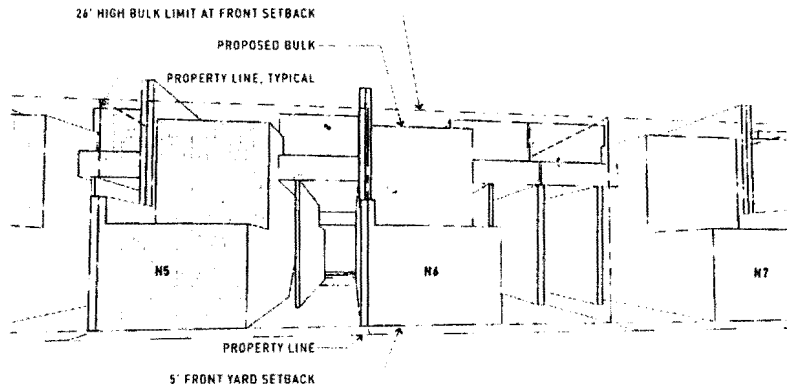 26' HIGH BULK LIMIT AT FRONT SETBACK
PROPOSED BULK
PROPERTY LINE, TYPICAL
N5
N6
N7
PROPERTY LINE
5' FRONT YARD SETBACK